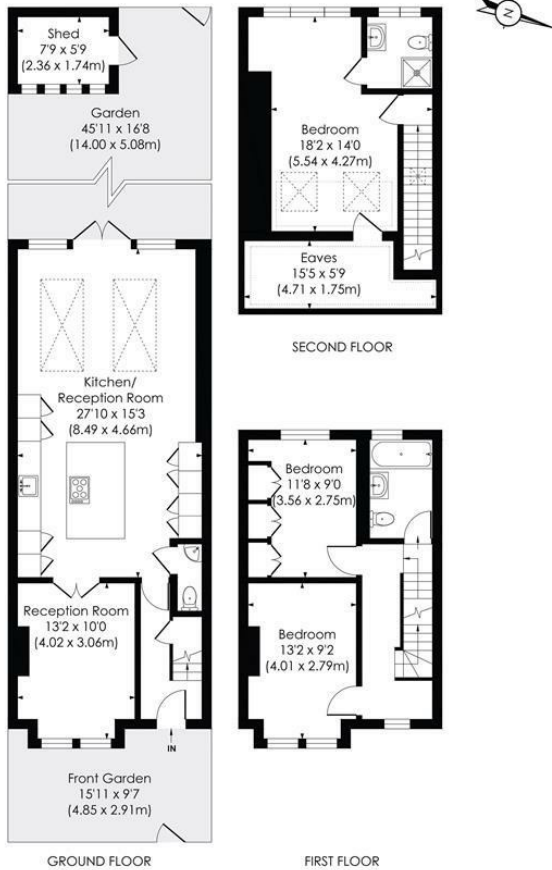 Shed
7'9 x 5'9
(2.36 x 1.74m)
Garden
45'11 x 16'8
(14.00 x 5.08m)
Kitchen/
Reception Room
27'10 x 15'3
(8.49 x 4.66m)
Reception Room
13'2 x 10'0
(4.02 x 3.06m)
IN
Front Garden
15'11 x 9'7
(4.85 x 2.91m)
GROUND FLOOR
N
Bedroom
18'2 x 14'0
(5.54 x 4.27m)
Eaves
15'5 x 5'9
(4.71 x 1.75m)
SECOND FLOOR
Bedroom
11'8 x 9'0
(3.56 x 2.75m)
Bedroom
13'2 x 9'2
(4.01 x 2.79m)
FIRST FLOOR